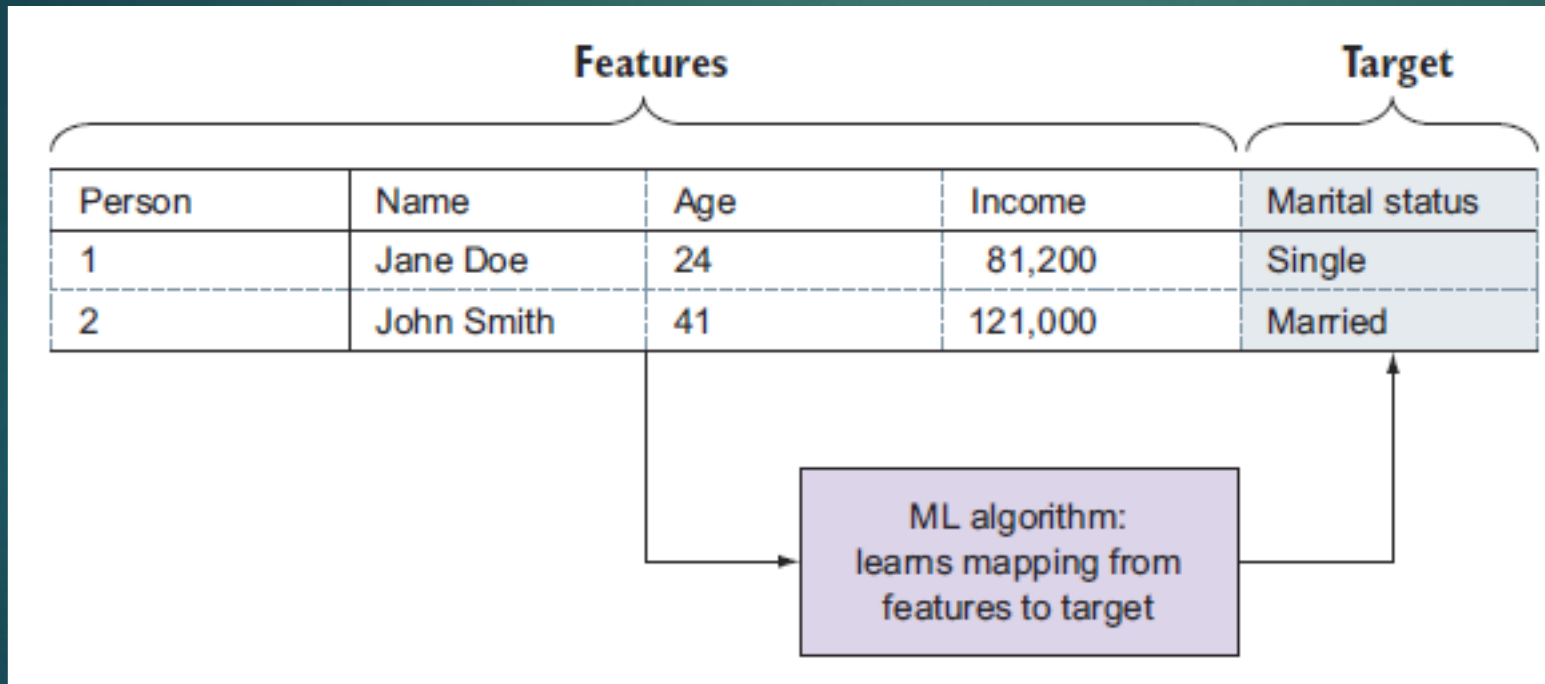 Features Target
Person Name Age Income Marital status
1 Jane Doe 24 81,200 Single
2 John Smith 41 121,000 Married
ML algorithm:
learns mapping from
features to target